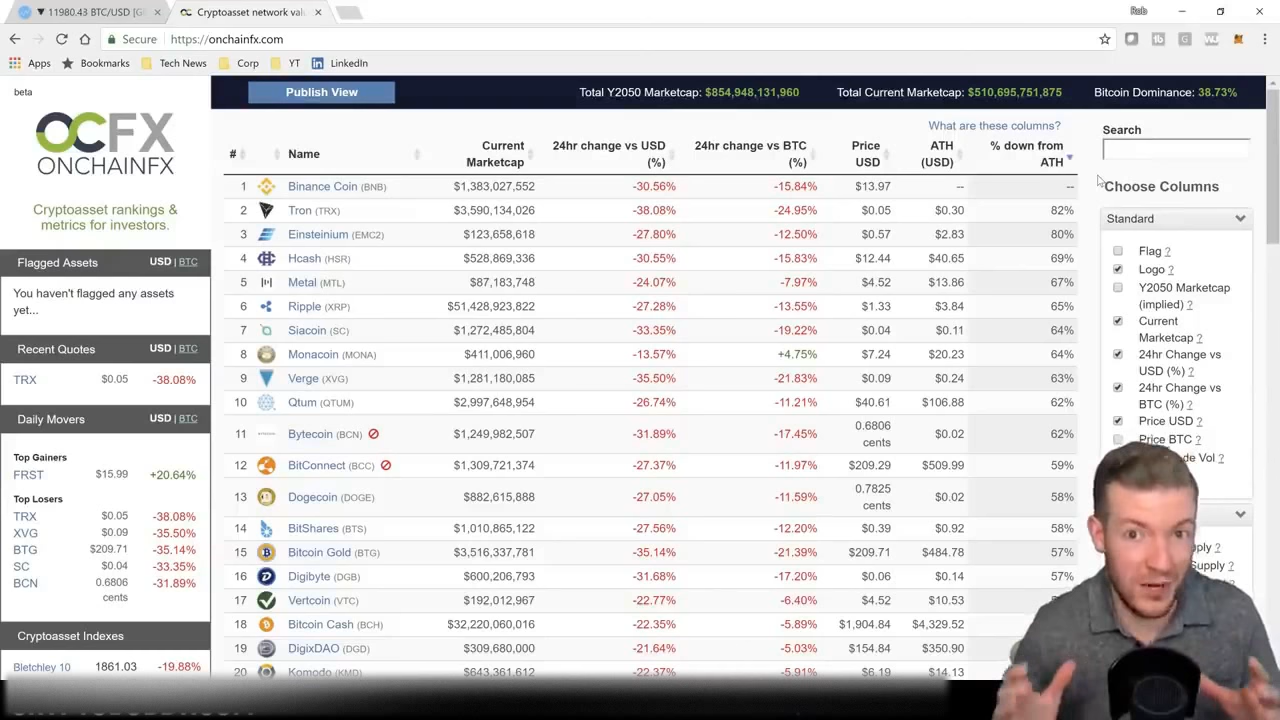 ▼ 11980.43 BTC/USD
Cryptoasset network val
Rob
Secure
https://onchainfx.com
Apps
Bookmarks
Tech News
Corp
YT
LinkedIn
beta
OCFX
ONCHAINFX
Cryptoasset rankings &
metrics for investors.
Flagged Assets USD | BTC
You haven't flagged any assets
yet...
Recent Quotes USD | BTC
TRX $0.05 -38.08%
Daily Movers USD | BTC
Top Gainers
FRST $15.99 +20.64%
Top Losers
TRX $0.05 -38.08%
XVG $0.09 -35.50%
BTG $209.71 -35.14%
SC $0.04 -33.35%
BCN 0.6806 cents -31.89%
Cryptoasset Indexes
Bletchley 10 1861.03 -19.88%
Publish View
Total Y2050 Marketcap: $854,948,131,960
Total Current Marketcap: $510,695,751,875
Bitcoin Dominance: 38.73%
What are these columns?
# Name Current Marketcap 24hr change vs USD (%) 24hr change vs BTC (%) Price USD ATH (USD) % down from ATH
1 Binance Coin (BNB) $1,383,027,552 -30.56% -15.84% $13.97 -- --
2 Tron (TRX) $3,590,134,026 -38.08% -24.95% $0.05 $0.30 82%
3 Einsteinium (EMC2) $123,658,618 -27.80% -12.50% $0.57 $2.83 80%
4 Hcash (HSR) $528,869,336 -30.55% -15.83% $12.44 $40.65 69%
5 Metal (MTL) $87,183,748 -24.07% -7.97% $4.52 $13.86 67%
6 Ripple (XRP) $51,428,923,822 -27.28% -13.55% $1.33 $3.84 65%
7 Siacoin (SC) $1,272,485,804 -33.35% -19.22% $0.04 $0.11 64%
8 Monacoin (MONA) $411,006,960 -13.57% +4.75% $7.24 $20.23 64%
9 Verge (XVG) $1,281,180,085 -35.50% -21.83% $0.09 $0.24 63%
10 Qtum (QTUM) $2,997,648,954 -26.74% -11.21% $40.61 $106.88 62%
11 Bytecoin (BCN) $1,249,982,507 -31.89% -17.45% 0.6806 cents $0.02 62%
12 BitConnect (BCC) $1,309,721,374 -27.37% -11.97% $209.29 $509.99 59%
13 Dogecoin (DOGE) $882,615,888 -27.05% -11.59% 0.7825 cents $0.02 58%
14 BitShares (BTS) $1,010,865,122 -27.56% -12.20% $0.39 $0.92 58%
15 Bitcoin Gold (BTG) $3,516,337,781 -35.14% -21.39% $209.71 $484.78 57%
16 Digibyte (DGB) $600,206,793 -31.68% -17.20% $0.06 $0.14 57%
17 Vertcoin (VTC) $192,012,967 -22.77% -6.40% $4.52 $10.53
18 Bitcoin Cash (BCH) $32,220,060,016 -22.35% -5.89% $1,904.84 $4,329.52
19 DigixDAO (DGD) $309,680,000 -21.64% -5.03% $154.84 $350.90
20 Komodo (KMD) $643,361,612 -22.37% -5.91% $6.19 $14.13
Search
Choose Columns
Standard
Flag ?
Logo ?
Y2050 Marketcap
(implied) ?
Current
Marketcap ?
24hr Change vs
USD (%) ?
24hr Change vs
BTC (%) ?
Price USD ?
Price BTC ?
Vol ?
Supply ?